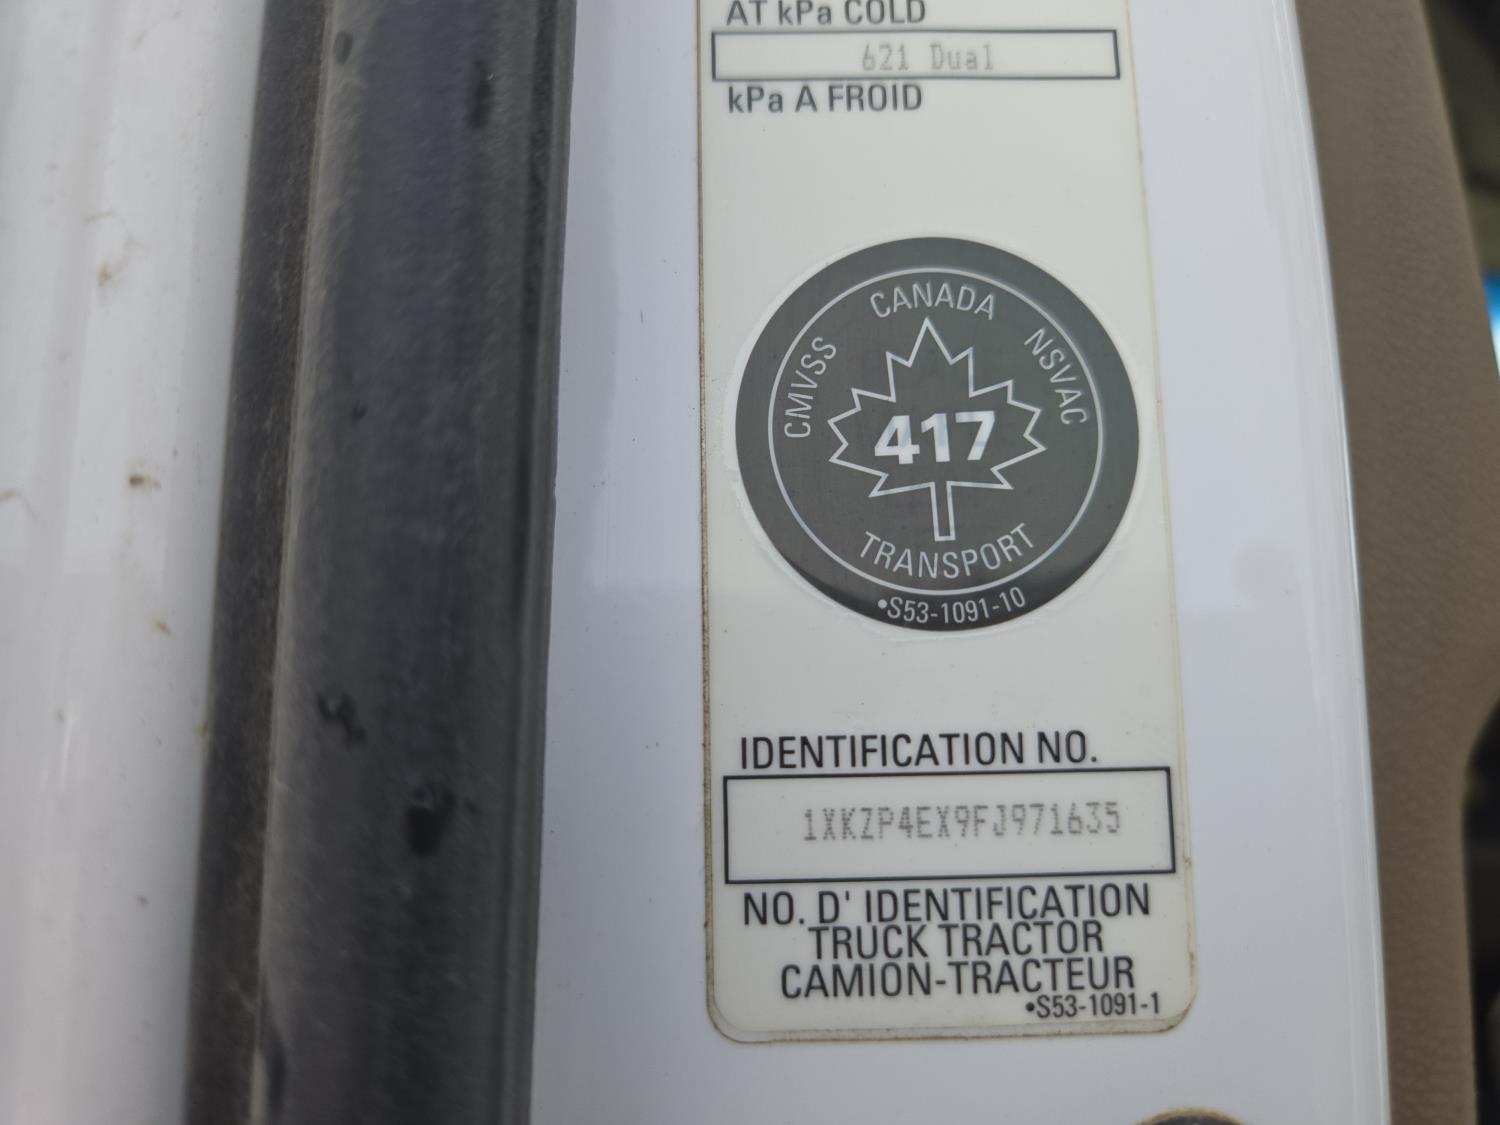 AT kPa COLD
621 Dual
kPa A FROID
CANADA
CMVSS
NSVAC
417
TRANSPORT
•S53-1091-10
IDENTIFICATION NO.
1XKZP4EX9FJ971635
NO. D' IDENTIFICATION
TRUCK TRACTOR
CAMION-TRACTEUR
•S53-1091-1